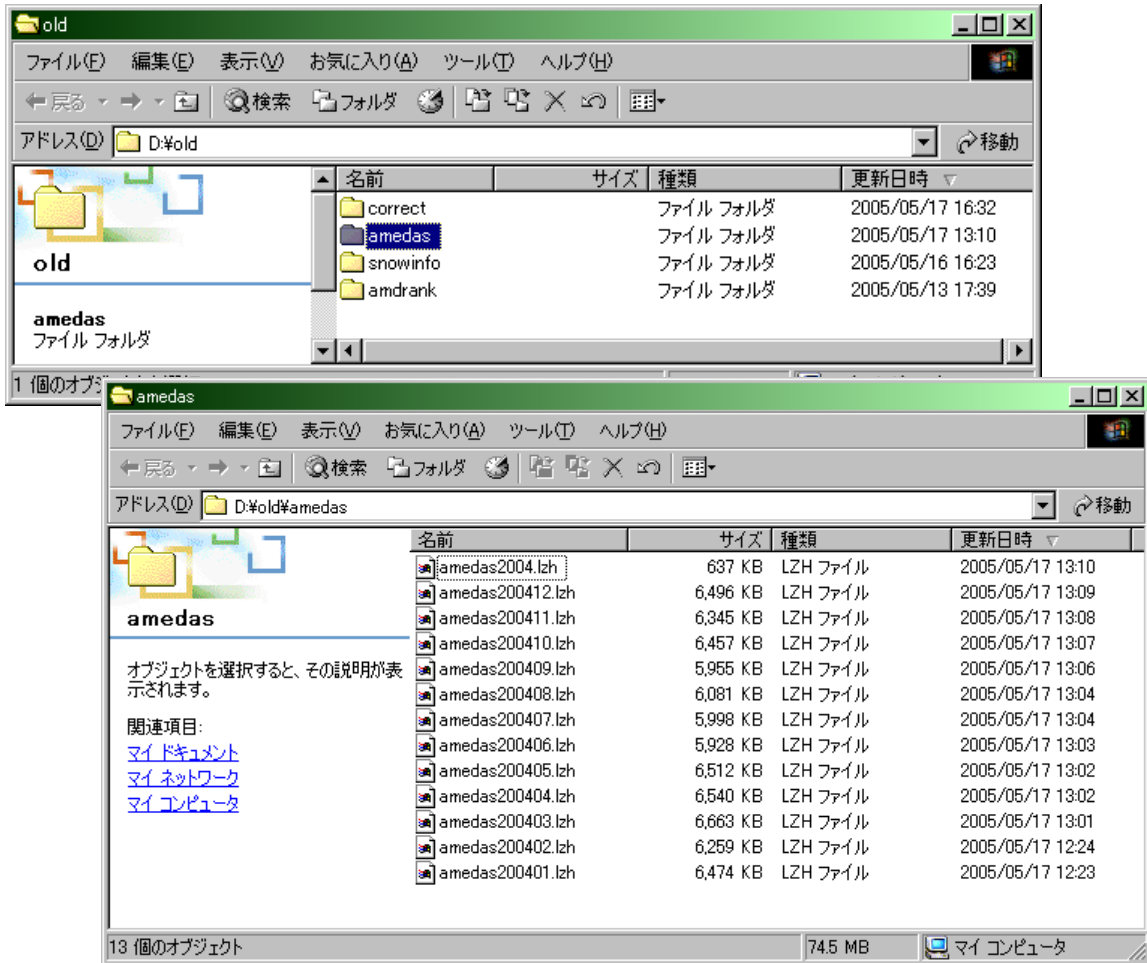 old
ファイル(F) 編集(E) 表示(V) お気に入り(A) ツール(T) ヘルプ(H)
戻る 検索 フォルダ
アドレス(D) D:¥old 移動
名前 サイズ 種類 更新日時
correct ファイル フォルダ 2005/05/17 16:32
amedas ファイル フォルダ 2005/05/17 13:10
snowinfo ファイル フォルダ 2005/05/16 16:23
amdrank ファイル フォルダ 2005/05/13 17:39
old
amedas
ファイル フォルダ
1 個のオブジ
amedas
ファイル(F) 編集(E) 表示(V) お気に入り(A) ツール(T) ヘルプ(H)
戻る 検索 フォルダ
アドレス(D) D:¥old¥amedas 移動
名前 サイズ 種類 更新日時
amedas2004.lzh 637 KB LZH ファイル 2005/05/17 13:10
amedas200412.lzh 6,496 KB LZH ファイル 2005/05/17 13:09
amedas200411.lzh 6,345 KB LZH ファイル 2005/05/17 13:08
amedas200410.lzh 6,457 KB LZH ファイル 2005/05/17 13:07
amedas200409.lzh 5,955 KB LZH ファイル 2005/05/17 13:06
amedas200408.lzh 6,081 KB LZH ファイル 2005/05/17 13:04
amedas200407.lzh 5,998 KB LZH ファイル 2005/05/17 13:04
amedas200406.lzh 5,928 KB LZH ファイル 2005/05/17 13:03
amedas200405.lzh 6,512 KB LZH ファイル 2005/05/17 13:02
amedas200404.lzh 6,540 KB LZH ファイル 2005/05/17 13:02
amedas200403.lzh 6,663 KB LZH ファイル 2005/05/17 13:01
amedas200402.lzh 6,259 KB LZH ファイル 2005/05/17 12:24
amedas200401.lzh 6,474 KB LZH ファイル 2005/05/17 12:23
amedas
オブジェクトを選択すると、その説明が表
示されます。
関連項目:
マイ ドキュメント
マイ ネットワーク
マイ コンピュータ
13 個のオブジェクト 74.5 MB マイ コンピュータ